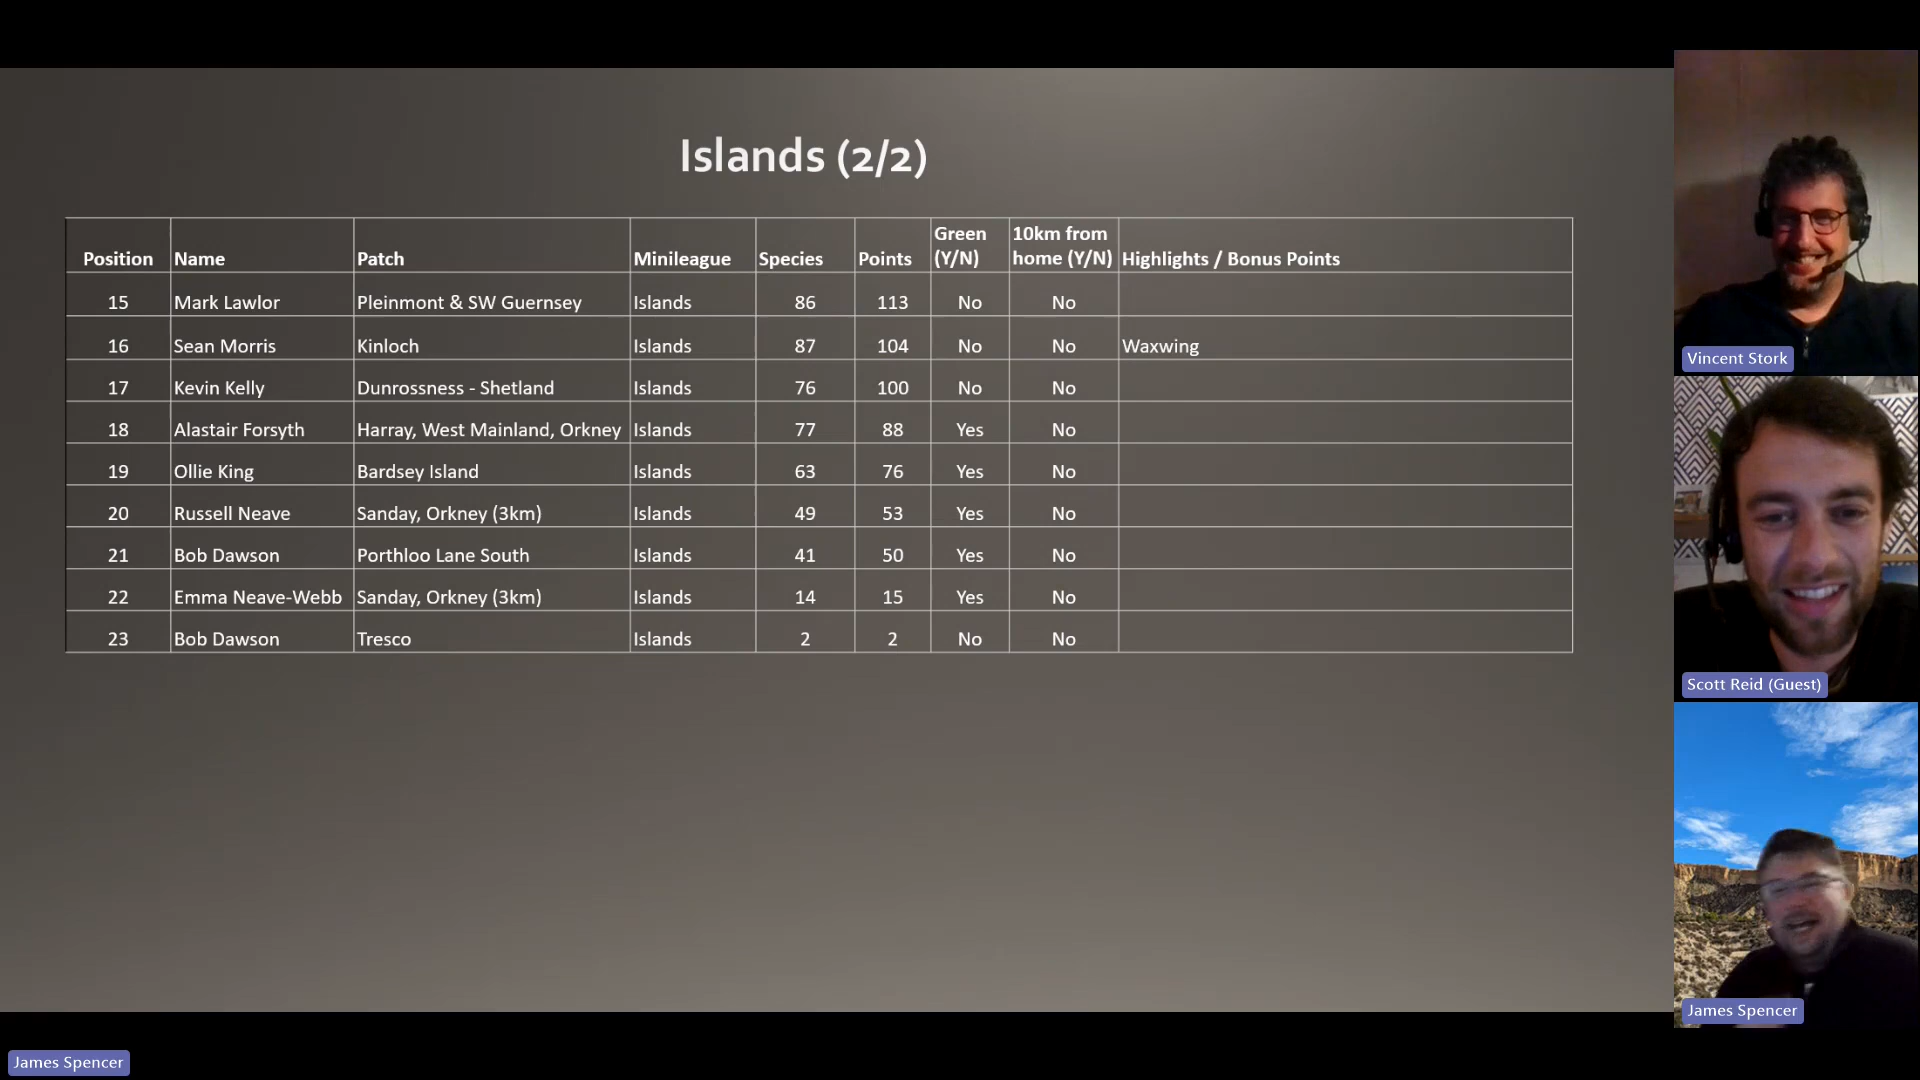 Islands (2/2)
Position Name Patch Minileague Species Points Green (Y/N) 10km from home (Y/N) Highlights / Bonus Points
15 Mark Lawlor Pleinmont & SW Guernsey Islands 86 113 No No
16 Sean Morris Kinloch Islands 87 104 No No Waxwing
17 Kevin Kelly Dunrossness - Shetland Islands 76 100 No No
18 Alastair Forsyth Harray, West Mainland, Orkney Islands 77 88 Yes No
19 Ollie King Bardsey Island Islands 63 76 Yes No
20 Russell Neave Sanday, Orkney (3km) Islands 49 53 Yes No
21 Bob Dawson Porthloo Lane South Islands 41 50 Yes No
22 Emma Neave-Webb Sanday, Orkney (3km) Islands 14 15 Yes No
23 Bob Dawson Tresco Islands 2 2 No No
Vincent Stork
Scott Reid (Guest)
James Spencer
James Spencer